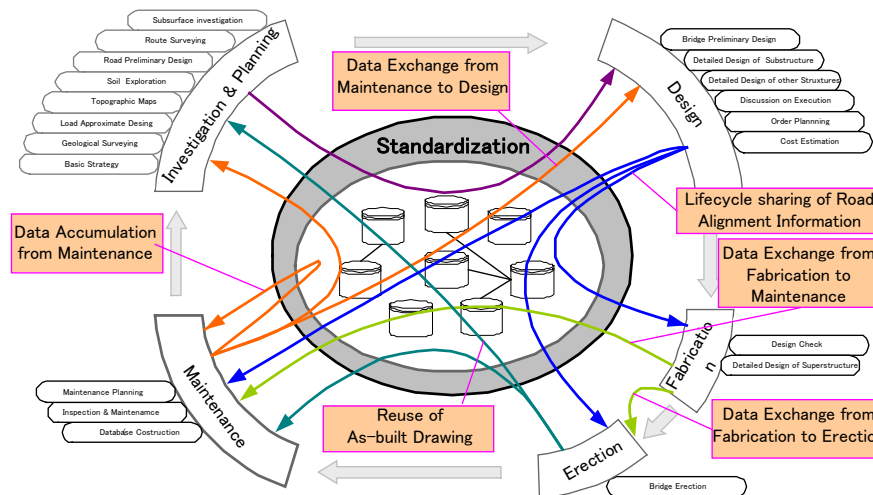 Subsurface investigation
Route Surveying
Road Preliminary Design
Soil Exploration
Topographic Maps
Load Approximate Desing
Geological Surveying
Basic Strategy
Investigation & Planning
Data Exchange from
Maintenance to Design
Standardization
Design
Bridge Preliminary Design
Detailed Design of Substructure
Detailed Design of other Struxtures
Discussion on Execution
Order Plannning
Cost Estimation
Lifecycle sharing of Road
Alignment Information
Data Exchange from
Fabrication to
Maintenance
Data Accumulation
from Maintenance
Fabricatio
n
Design Check
Detailed Design of Superstructure
Maintenance
Maintenance Planning
Inspection & Maintenance
Database Costruction
Reuse of
As-built Drawing
Data Exchange from
Fabrication to Erectio
Erection
Bridge Erection